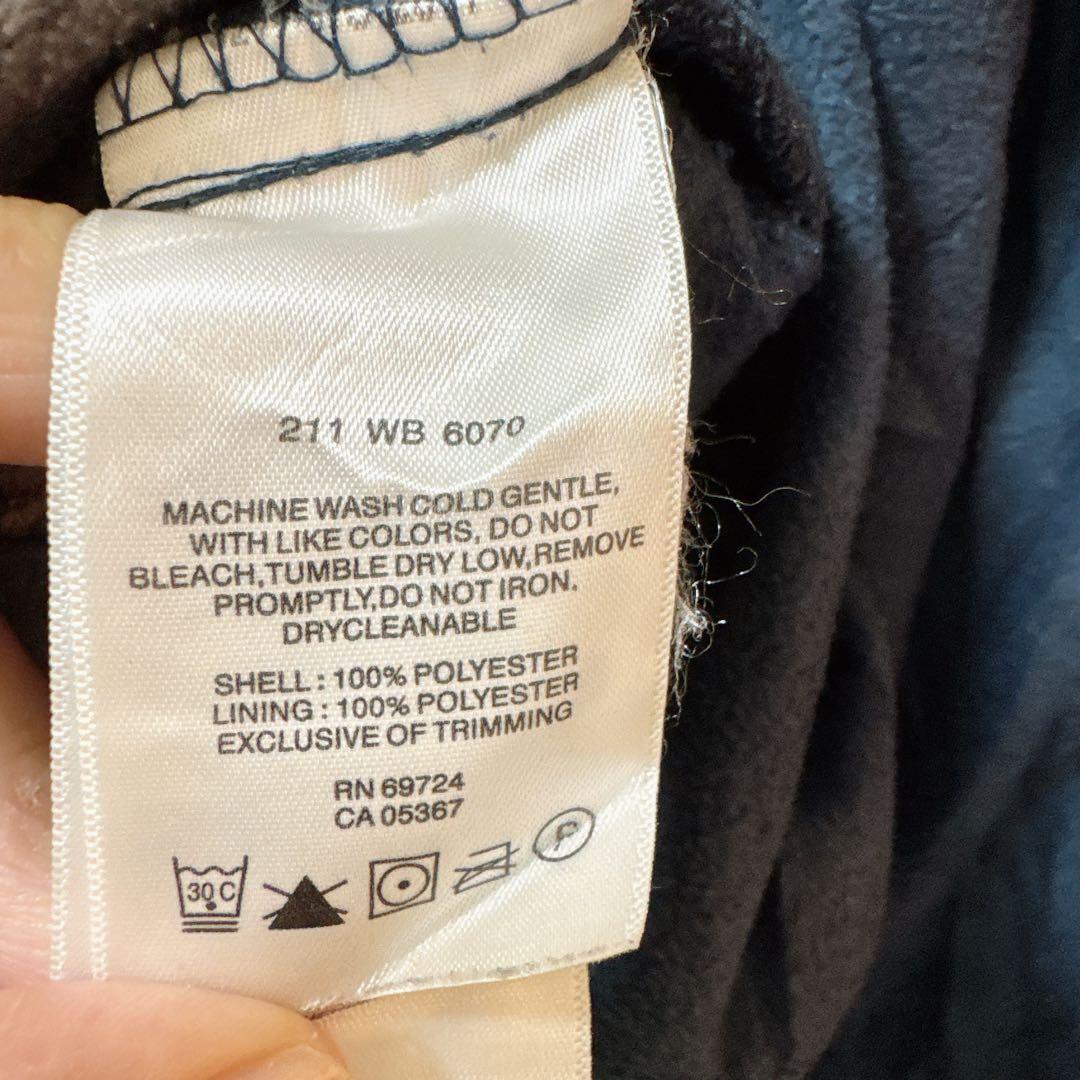 211 WB 6070
MACHINE WASH COLD GENTLE,
WITH LIKE COLORS, DO NOT
BLEACH,TUMBLE DRY LOW,REMOVE
PROMPTLY,DO NOT IRON.
DRYCLEANABLE
SHELL : 100% POLYESTER
LINING : 100% POLYESTER
EXCLUSIVE OF TRIMMING
RN 69724
CA 05367
30 C P